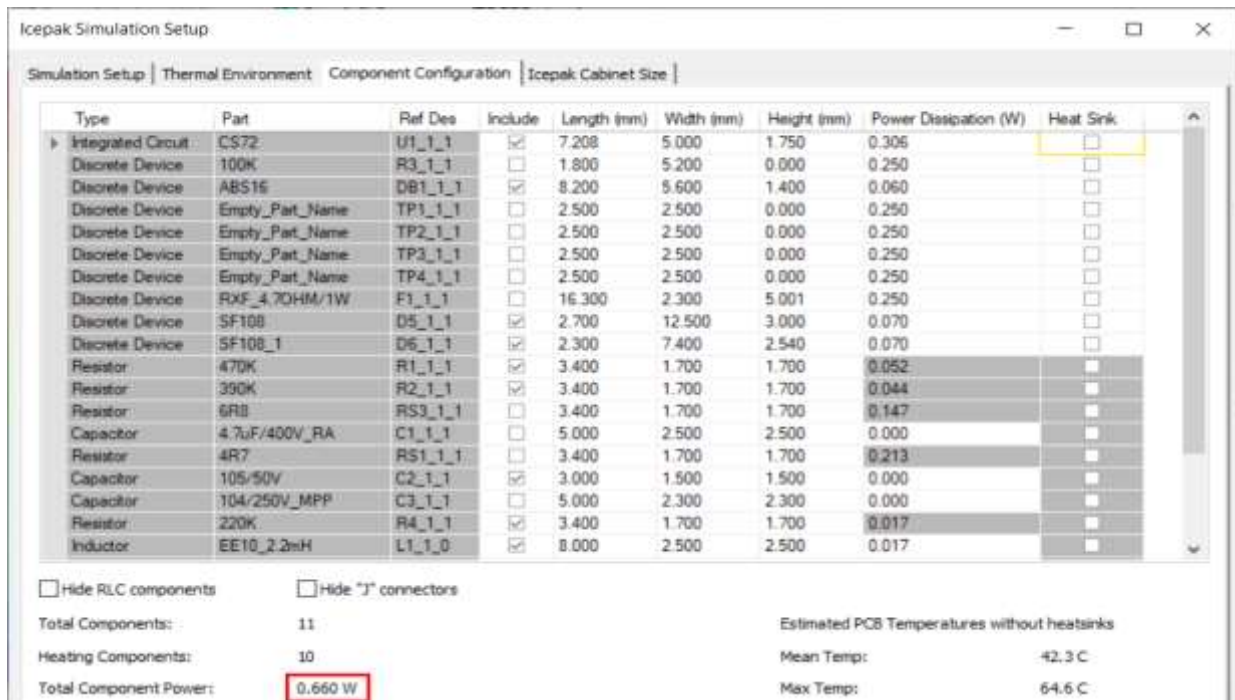 Icepak Simulation Setup
Simulation Setup Thermal Environment Component Configuration Icepak Cabinet Size
Type Part Ref Des Include Length (mm) Width (mm) Height (mm) Power Dissipation (W) Heat Sink
Integrated Circuit CS72 U1_1_1 7.208 5.000 1.750 0.306
Discrete Device 100K R3_1_1 1.800 5.200 0.000 0.250
Discrete Device ABS16 DB1_1_1 8.200 5.600 1.400 0.060
Discrete Device Empty_Part_Name TP1_1_1 2.500 2.500 0.000 0.250
Discrete Device Empty_Part_Name TP2_1_1 2.500 2.500 0.000 0.250
Discrete Device Empty_Part_Name TP3_1_1 2.500 2.500 0.000 0.250
Discrete Device Empty_Part_Name TP4_1_1 2.500 2.500 0.000 0.250
Discrete Device RXF_4.7OHM/1W F1_1_1 16.300 2.300 5.001 0.250
Discrete Device SF108 D5_1_1 2.700 12.500 3.000 0.070
Discrete Device SF108_1 D6_1_1 2.300 7.400 2.540 0.070
Resistor 470K R1_1_1 3.400 1.700 1.700 0.052
Resistor 390K R2_1_1 3.400 1.700 1.700 0.044
Resistor 6R8 RS3_1_1 3.400 1.700 1.700 0.147
Capacitor 4.7uF/400V_RA C1_1_1 5.000 2.500 2.500 0.000
Resistor 4R7 RS1_1_1 3.400 1.700 1.700 0.213
Capacitor 105/50V C2_1_1 3.000 1.500 1.500 0.000
Capacitor 104/250V_MPP C3_1_1 5.000 2.300 2.300 0.000
Resistor 220K R4_1_1 3.400 1.700 1.700 0.017
Inductor EE10_2.2mH L1_1_0 8.000 2.500 2.500 0.017
Hide RLC components Hide "J" connectors
Total Components: 11 Estimated PCB Temperatures without heatsinks
Heating Components: 10 Mean Temp: 42.3 C
Total Component Power: 0.660 W Max Temp: 64.6 C